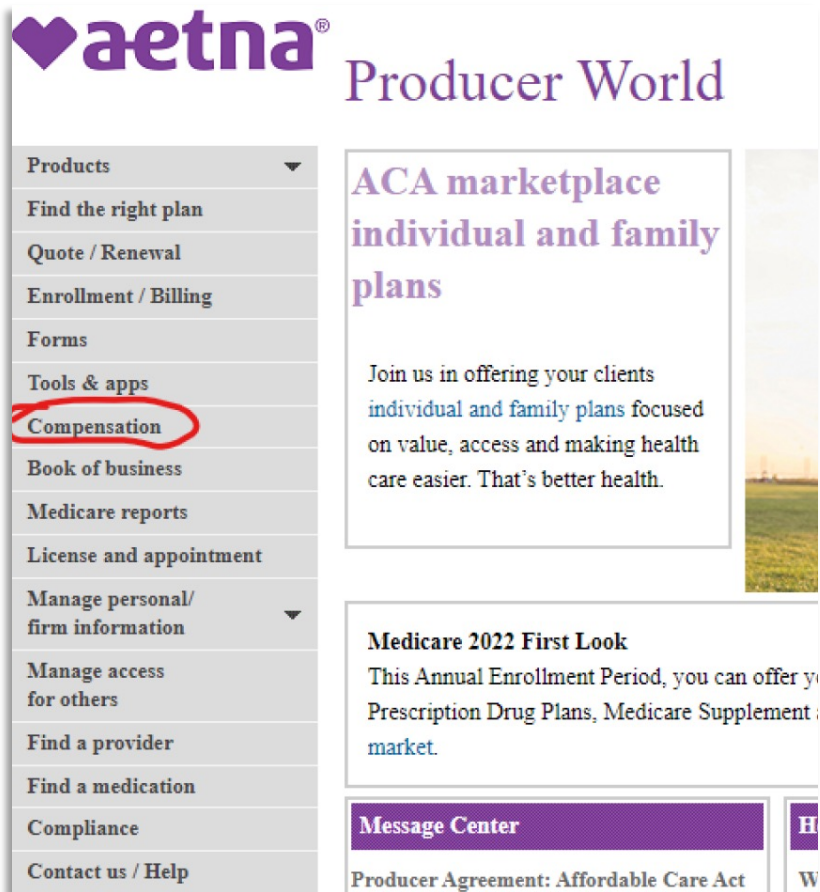 aetna®
Producer World
Products
Find the right plan
Quote / Renewal
Enrollment / Billing
Forms
Tools & apps
Compensation
Book of business
Medicare reports
License and appointment
Manage personal/
firm information
Manage access
for others
Find a provider
Find a medication
Compliance
Contact us / Help
ACA marketplace
individual and family
plans
Join us in offering your clients
individual and family plans focused
on value, access and making health
care easier. That’s better health.
Medicare 2022 First Look
This Annual Enrollment Period, you can offer
Prescription Drug Plans, Medicare Supplement
market.
Message Center
Producer Agreement: Affordable Care Act